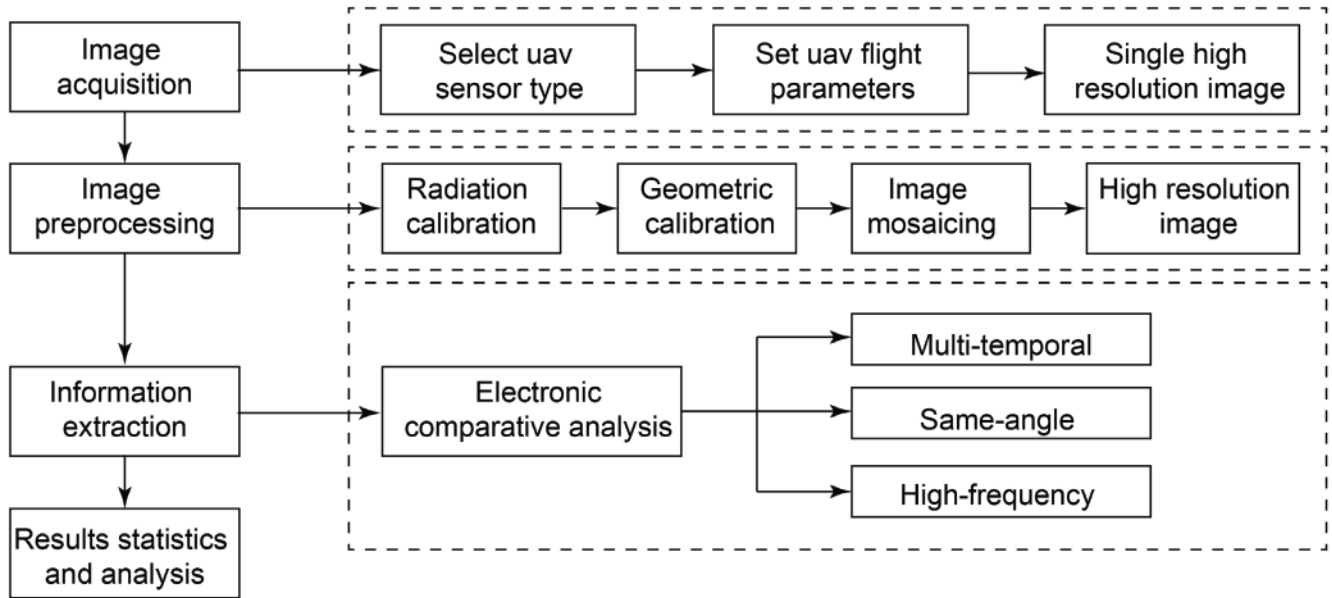 Image
acquisition
Select uav
sensor type
Set uav flight
parameters
Single high
resolution image
Image
preprocessing
Radiation
calibration
Geometric
calibration
Image
mosaicing
High resolution
image
Information
extraction
Electronic
comparative analysis
Multi-temporal
Same-angle
High-frequency
Results statistics
and analysis